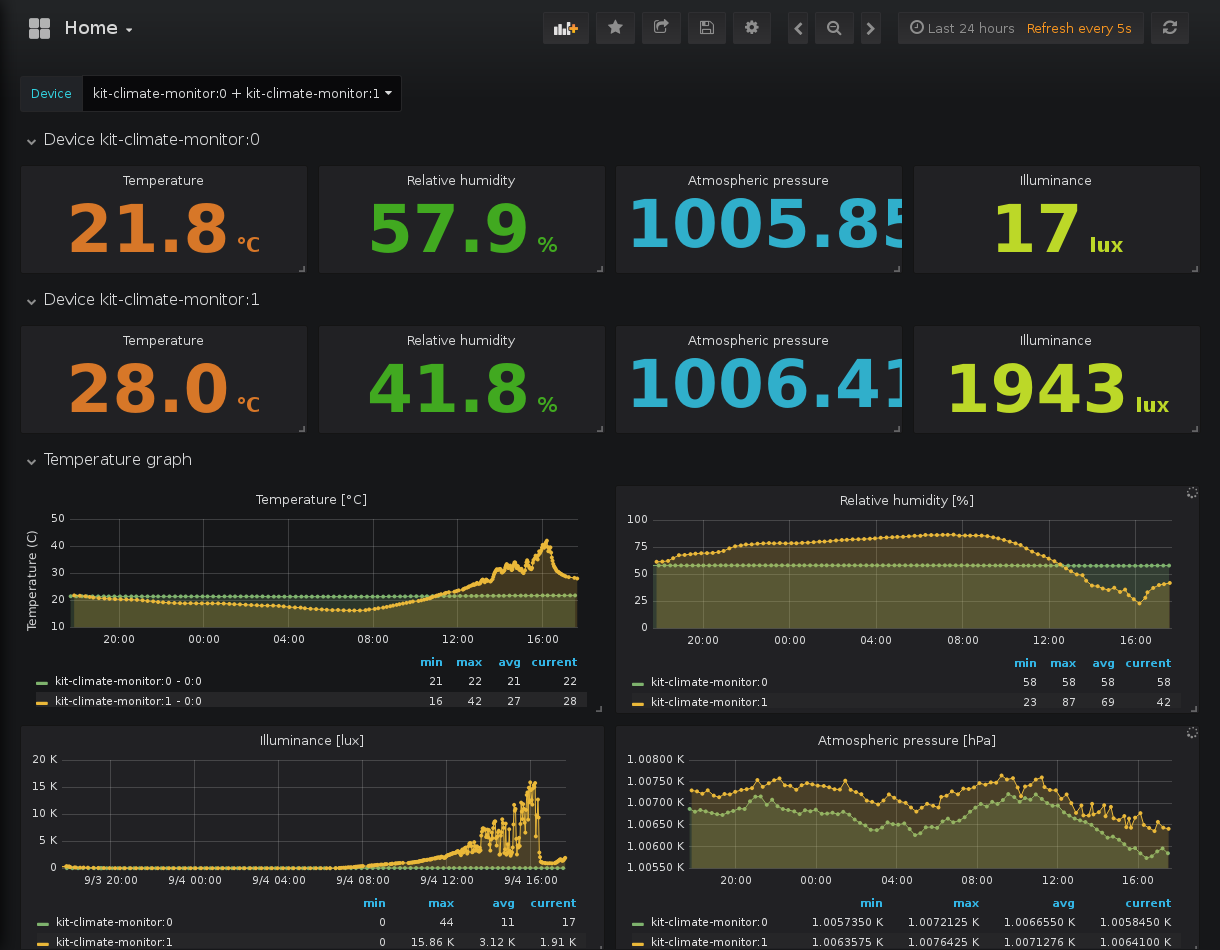 Home
Last 24 hours Refresh every 5s
Device kit-climate-monitor:0 + kit-climate-monitor:1
Device kit-climate-monitor:0
Temperature Relative humidity Atmospheric pressure Illuminance
21.8 °C 57.9 % 1005.85 17 lux
Device kit-climate-monitor:1
Temperature Relative humidity Atmospheric pressure Illuminance
28.0 °C 41.8 % 1006.41 1943 lux
Temperature graph
Temperature [°C]
Temperature (C)
50
40
30
20
10
20:00 00:00 04:00 08:00 12:00 16:00
min max avg current
kit-climate-monitor:0 - 0:0 21 22 21 22
kit-climate-monitor:1 - 0:0 16 42 27 28
Relative humidity [%]
100
75
50
25
0
20:00 00:00 04:00 08:00 12:00 16:00
min max avg current
kit-climate-monitor:0 58 58 58 58
kit-climate-monitor:1 23 87 69 42
Illuminance [lux]
20 K
15 K
10 K
5 K
0
9/3 20:00 9/4 00:00 9/4 04:00 9/4 08:00 9/4 12:00 9/4 16:00
min max avg current
kit-climate-monitor:0 0 44 11 17
kit-climate-monitor:1 0 15.86 K 3.12 K 1.91 K
Atmospheric pressure [hPa]
1.00800 K
1.00750 K
1.00700 K
1.00650 K
1.00600 K
1.00550 K
20:00 00:00 04:00 08:00 12:00 16:00
min max avg current
kit-climate-monitor:0 1.0057350 K 1.0072125 K 1.0066550 K 1.0058450 K
kit-climate-monitor:1 1.0063575 K 1.0076425 K 1.0071276 K 1.0064100 K